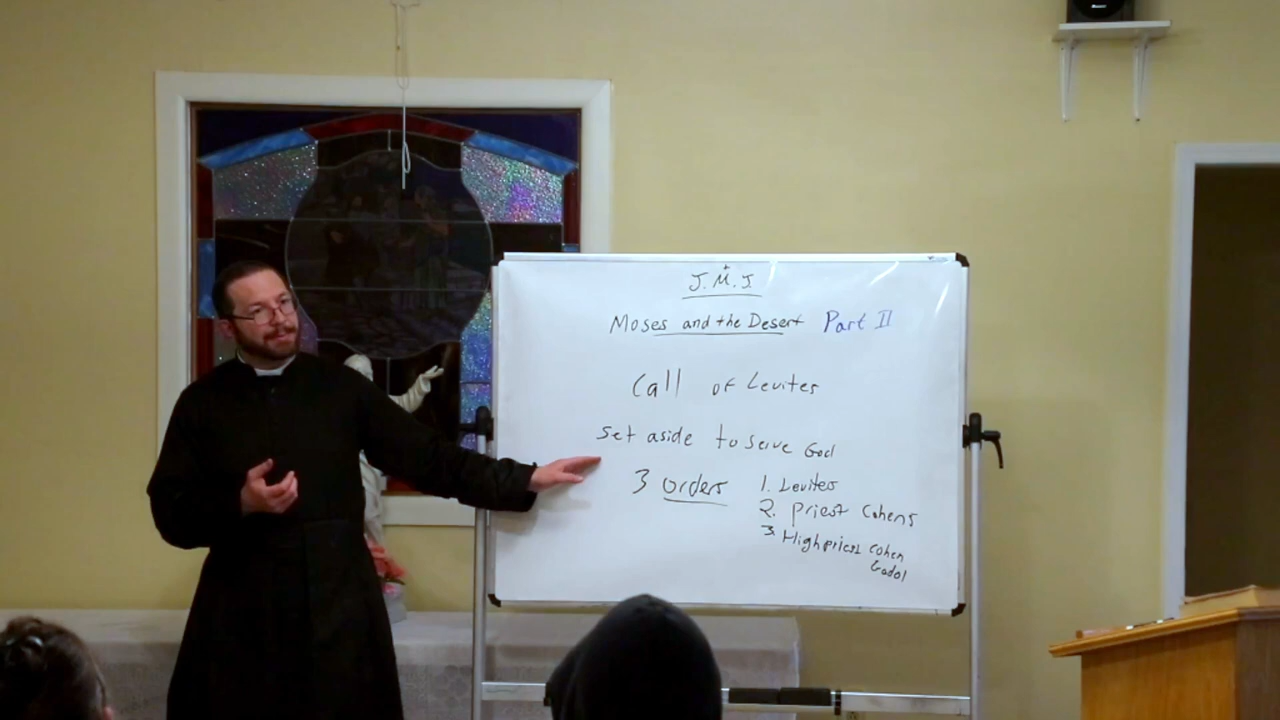 J. M. J.
Moses and the Desert Part II
Call of Levites
set aside to serve God
3 orders
1. Levites
2. Priest Cohens
3. High priest Cohen
Gadol